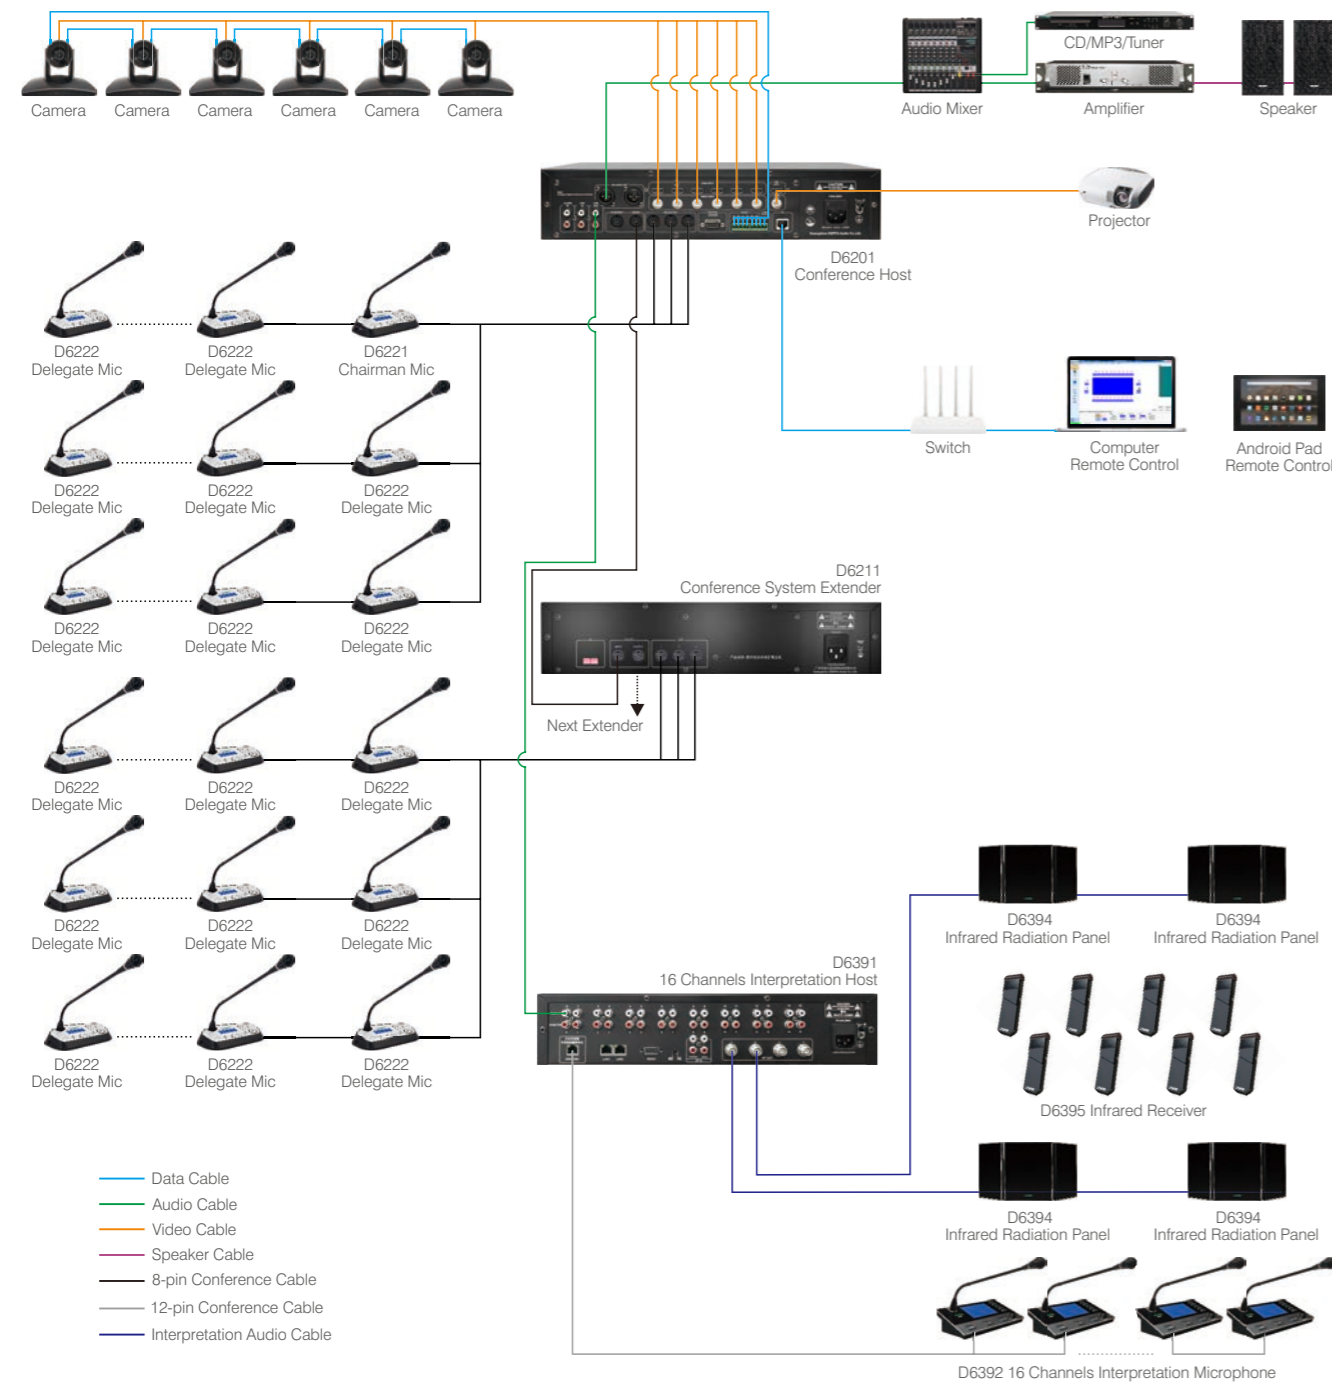 Camera
Camera
Camera
Camera
Camera
Camera
Audio Mixer
CD/MP3/Tuner
Amplifier
Speaker
Projector
D6201
Conference Host
D6222
Delegate Mic
D6222
Delegate Mic
D6221
Chairman Mic
Switch
Computer
Remote Control
Android Pad
Remote Control
D6222
Delegate Mic
D6222
Delegate Mic
D6222
Delegate Mic
D6222
Delegate Mic
D6222
Delegate Mic
D6222
Delegate Mic
D6211
Conference System Extender
Next Extender
D6222
Delegate Mic
D6222
Delegate Mic
D6222
Delegate Mic
D6222
Delegate Mic
D6222
Delegate Mic
D6222
Delegate Mic
D6222
Delegate Mic
D6222
Delegate Mic
D6222
Delegate Mic
D6391
16 Channels Interpretation Host
D6394
Infrared Radiation Panel
D6394
Infrared Radiation Panel
D6395 Infrared Receiver
D6394
Infrared Radiation Panel
D6394
Infrared Radiation Panel
D6392 16 Channels Interpretation Microphone
Data Cable
Audio Cable
Video Cable
Speaker Cable
8-pin Conference Cable
12-pin Conference Cable
Interpretation Audio Cable